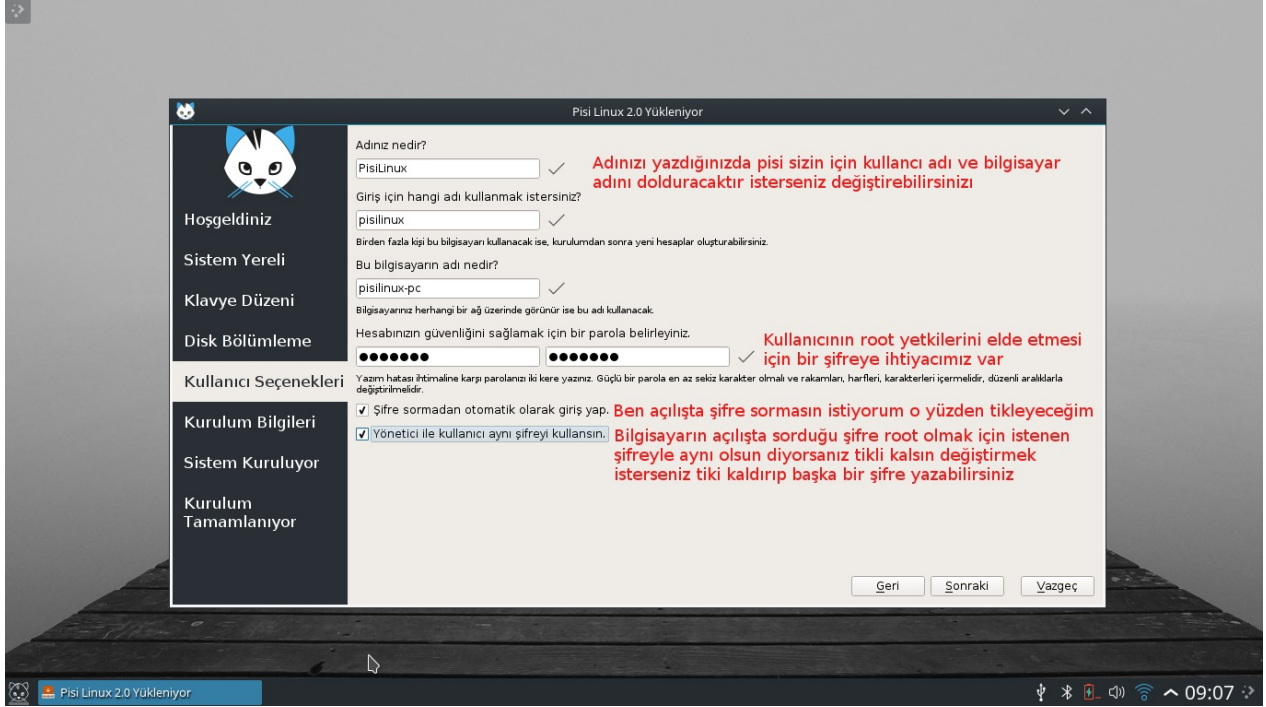 Pisi Linux 2.0 Yükleniyor
Adınız nedir?
PisiLinux
Adınızı yazdığınızda pisi sizin için kullancı adı ve bilgisayar
adını dolduracaktır isterseniz değiştirebilirsinizı
Giriş için hangi adı kullanmak istersiniz?
pisilinux
Birden fazla kişi bu bilgisayarı kullanacak ise, kurulumdan sonra yeni hesaplar oluşturabilirsiniz.
Bu bilgisayarın adı nedir?
pisilinux-pc
Bilgisayarınız herhangi bir ağ üzerinde görünür ise bu adı kullanacak.
Hesabınızın güvenliğini sağlamak için bir parola belirleyiniz.
Kullanıcının root yetkilerini elde etmesi
için bir şifreye ihtiyacımız var
Yazım hatası ihtimaline karşı parolanızı iki kere yazınız. Güçlü bir parola en az sekiz karakter olmalı ve rakamları, harfleri, karakterleri içermelidir, düzenli aralıklarla
değiştirilmelidir.
Şifre sormadan otomatik olarak giriş yap.
Ben açılışta şifre sormasın istiyorum o yüzden tikleyeceğim
Yönetici ile kullanıcı aynı şifreyi kullansın.
Bilgisayarın açılışta sorduğu şifre root olmak için istenen
şifreyle aynı olsun diyorsanız tikli kalsın değiştirmek
isterseniz tiki kaldırıp başka bir şifre yazabilirsiniz
Hoşgeldiniz
Sistem Yereli
Klavye Düzeni
Disk Bölümleme
Kullanıcı Seçenekleri
Kurulum Bilgileri
Sistem Kuruluyor
Kurulum
Tamamlanıyor
Geri
Sonraki
Vazgeç
Pisi Linux 2.0 Yükleniyor
09:07